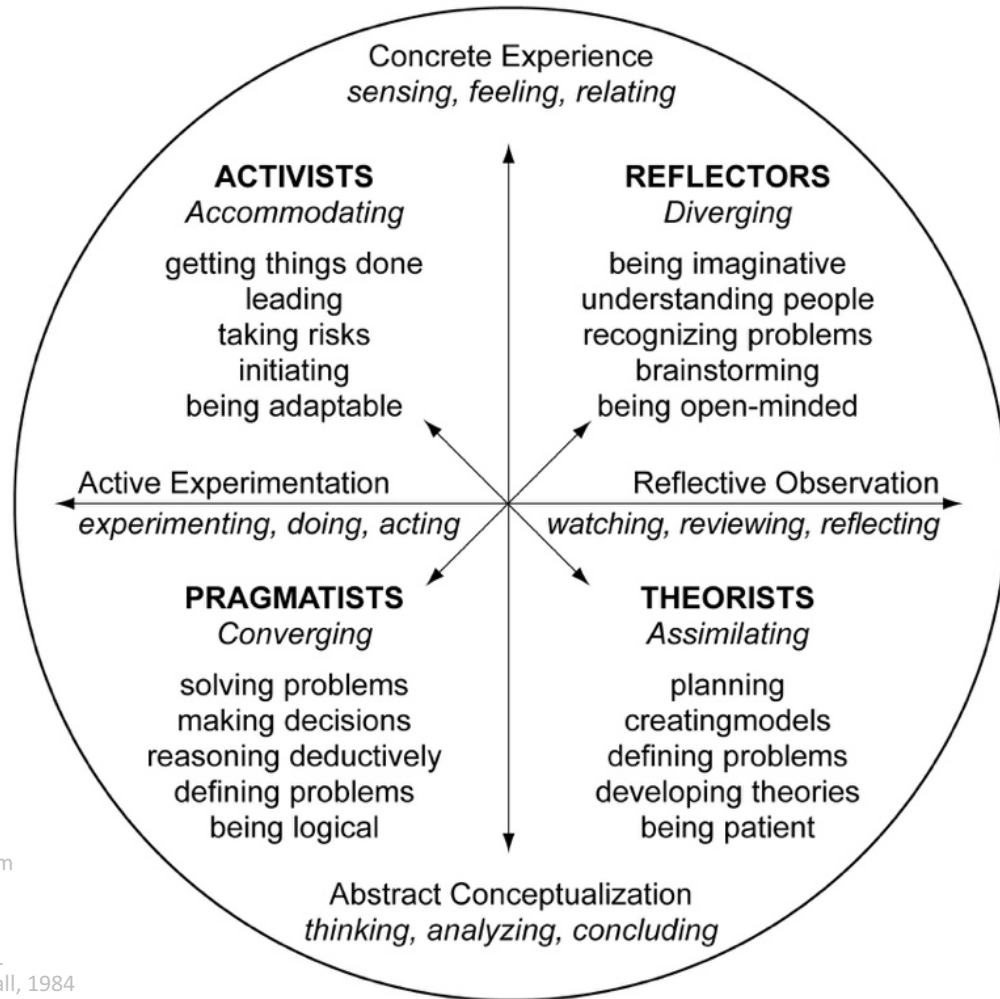 Concrete Experience
sensing, feeling, relating
ACTIVISTS
Accommodating
getting things done
leading
taking risks
initiating
being adaptable
REFLECTORS
Diverging
being imaginative
understanding people
recognizing problems
brainstorming
being open-minded
Active Experimentation
experimenting, doing, acting
Reflective Observation
watching, reviewing, reflecting
PRAGMATISTS
Converging
solving problems
making decisions
reasoning deductively
defining problems
being logical
THEORISTS
Assimilating
planning
creatingmodels
defining problems
developing theories
being patient
Abstract Conceptualization
thinking, analyzing, concluding
1984